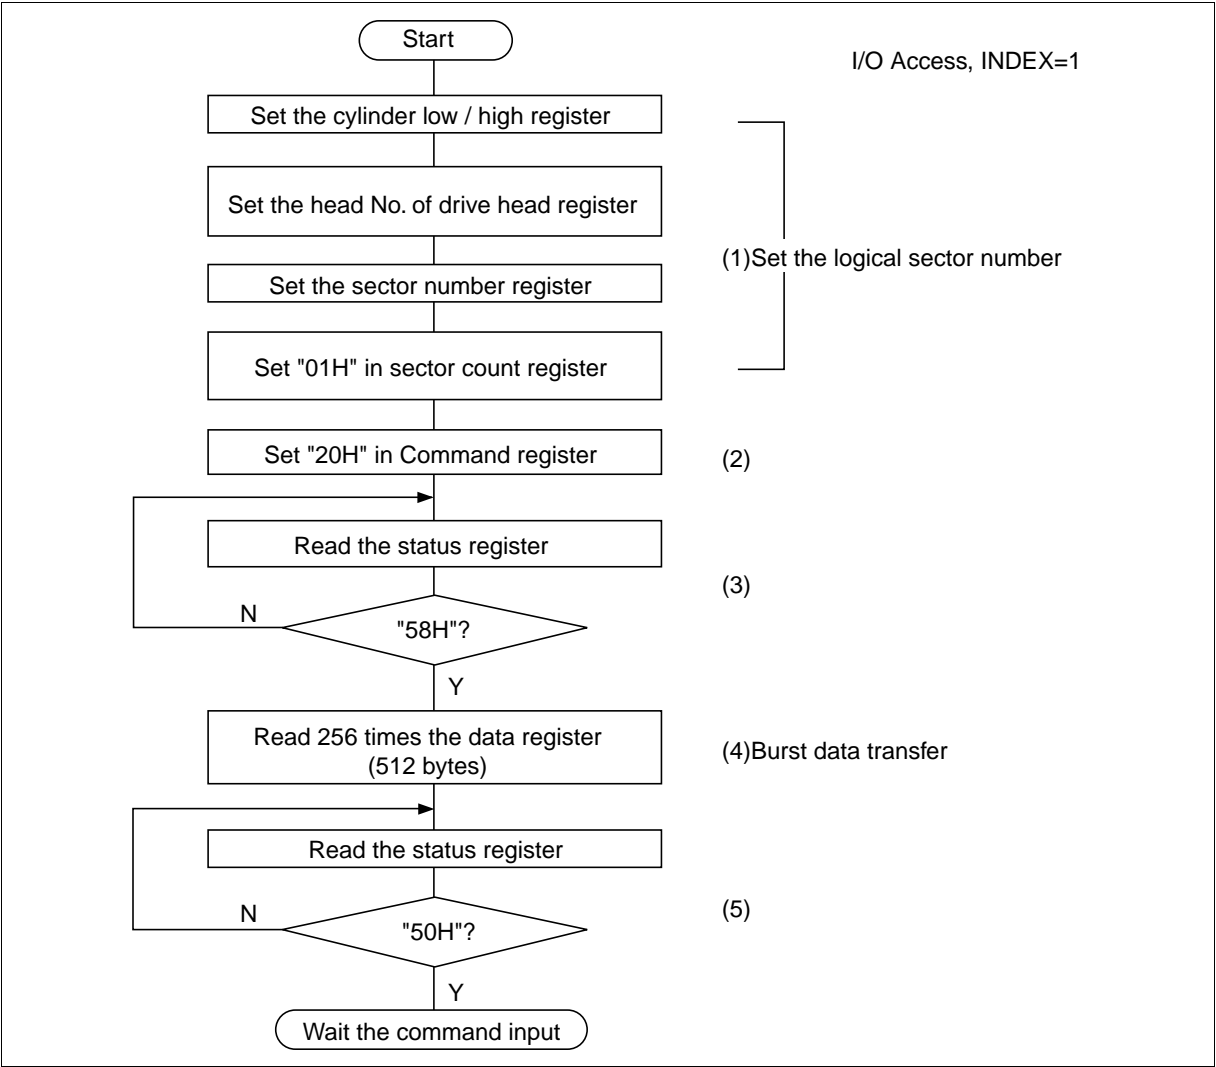 Start
I/O Access, INDEX=1
Set the cylinder low / high register
Set the head No. of drive head register
(1)Set the logical sector number
Set the sector number register
Set "01H" in sector count register
Set "20H" in Command register
(2)
Read the status register
(3)
N
"58H"?
Y
Read 256 times the data register
(512 bytes)
(4)Burst data transfer
Read the status register
(5)
N
"50H"?
Y
Wait the command input